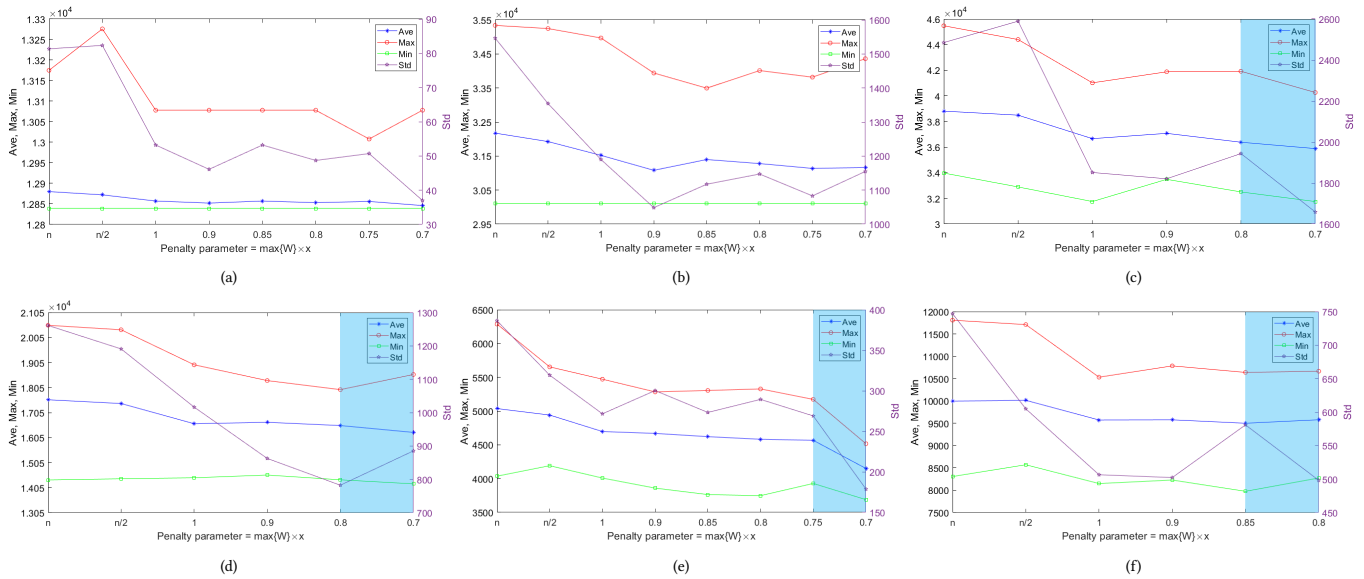 ×10⁴
1.33
1.325
1.32
1.315
1.31
1.305
1.3
1.295
1.29
1.285
1.28
Ave, Max, Min
90
80
70
60
50
40
30
Std
Ave
Max
Min
Std
n n/2 1 0.9 0.85 0.8 0.75 0.7
Penalty parameter = max{W}×x
(a)
×10⁴
3.55
3.45
3.35
3.25
3.15
3.05
2.95
Ave, Max, Min
1600
1500
1400
1300
1200
1100
1000
Std
Ave
Max
Min
Std
n n/2 1 0.9 0.85 0.8 0.75 0.7
Penalty parameter = max{W}×x
(b)
×10⁴
4.6
4.4
4.2
4
3.8
3.6
3.4
3.2
3
Ave, Max, Min
2600
2400
2200
2000
1800
1600
Std
Ave
Max
Min
Std
n n/2 1 0.9 0.8 0.7
Penalty parameter = max{W}×x
(c)
×10⁴
2.105
2.005
1.905
1.805
1.705
1.605
1.505
1.405
1.305
Ave, Max, Min
1300
1200
1100
1000
900
800
700
Std
Ave
Max
Min
Std
n n/2 1 0.9 0.8 0.7
Penalty parameter = max{W}×x
(d)
6500
6000
5500
5000
4500
4000
3500
Ave, Max, Min
400
350
300
250
200
150
Std
Ave
Max
Min
Std
n n/2 1 0.9 0.85 0.8 0.75 0.7
Penalty parameter = max{W}×x
(e)
12000
11500
11000
10500
10000
9500
9000
8500
8000
7500
Ave, Max, Min
750
700
650
600
550
500
450
Std
Ave
Max
Min
Std
n n/2 1 0.9 0.85 0.8
Penalty parameter = max{W}×x
(f)